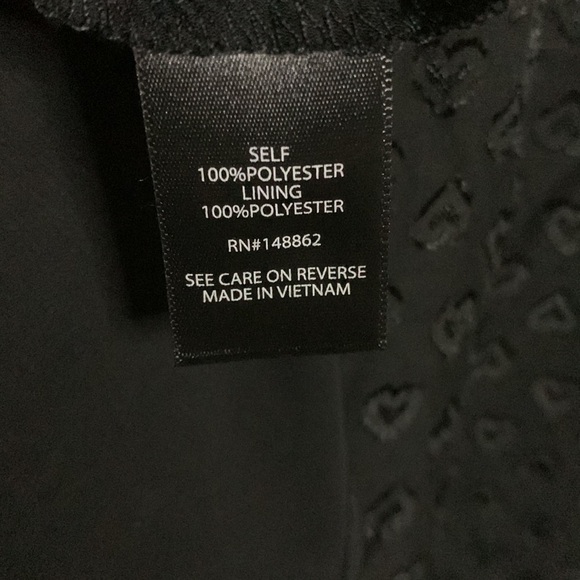 SELF
100%POLYESTER
LINING
100%POLYESTER
RN#148862
SEE CARE ON REVERSE
MADE IN VIETNAM